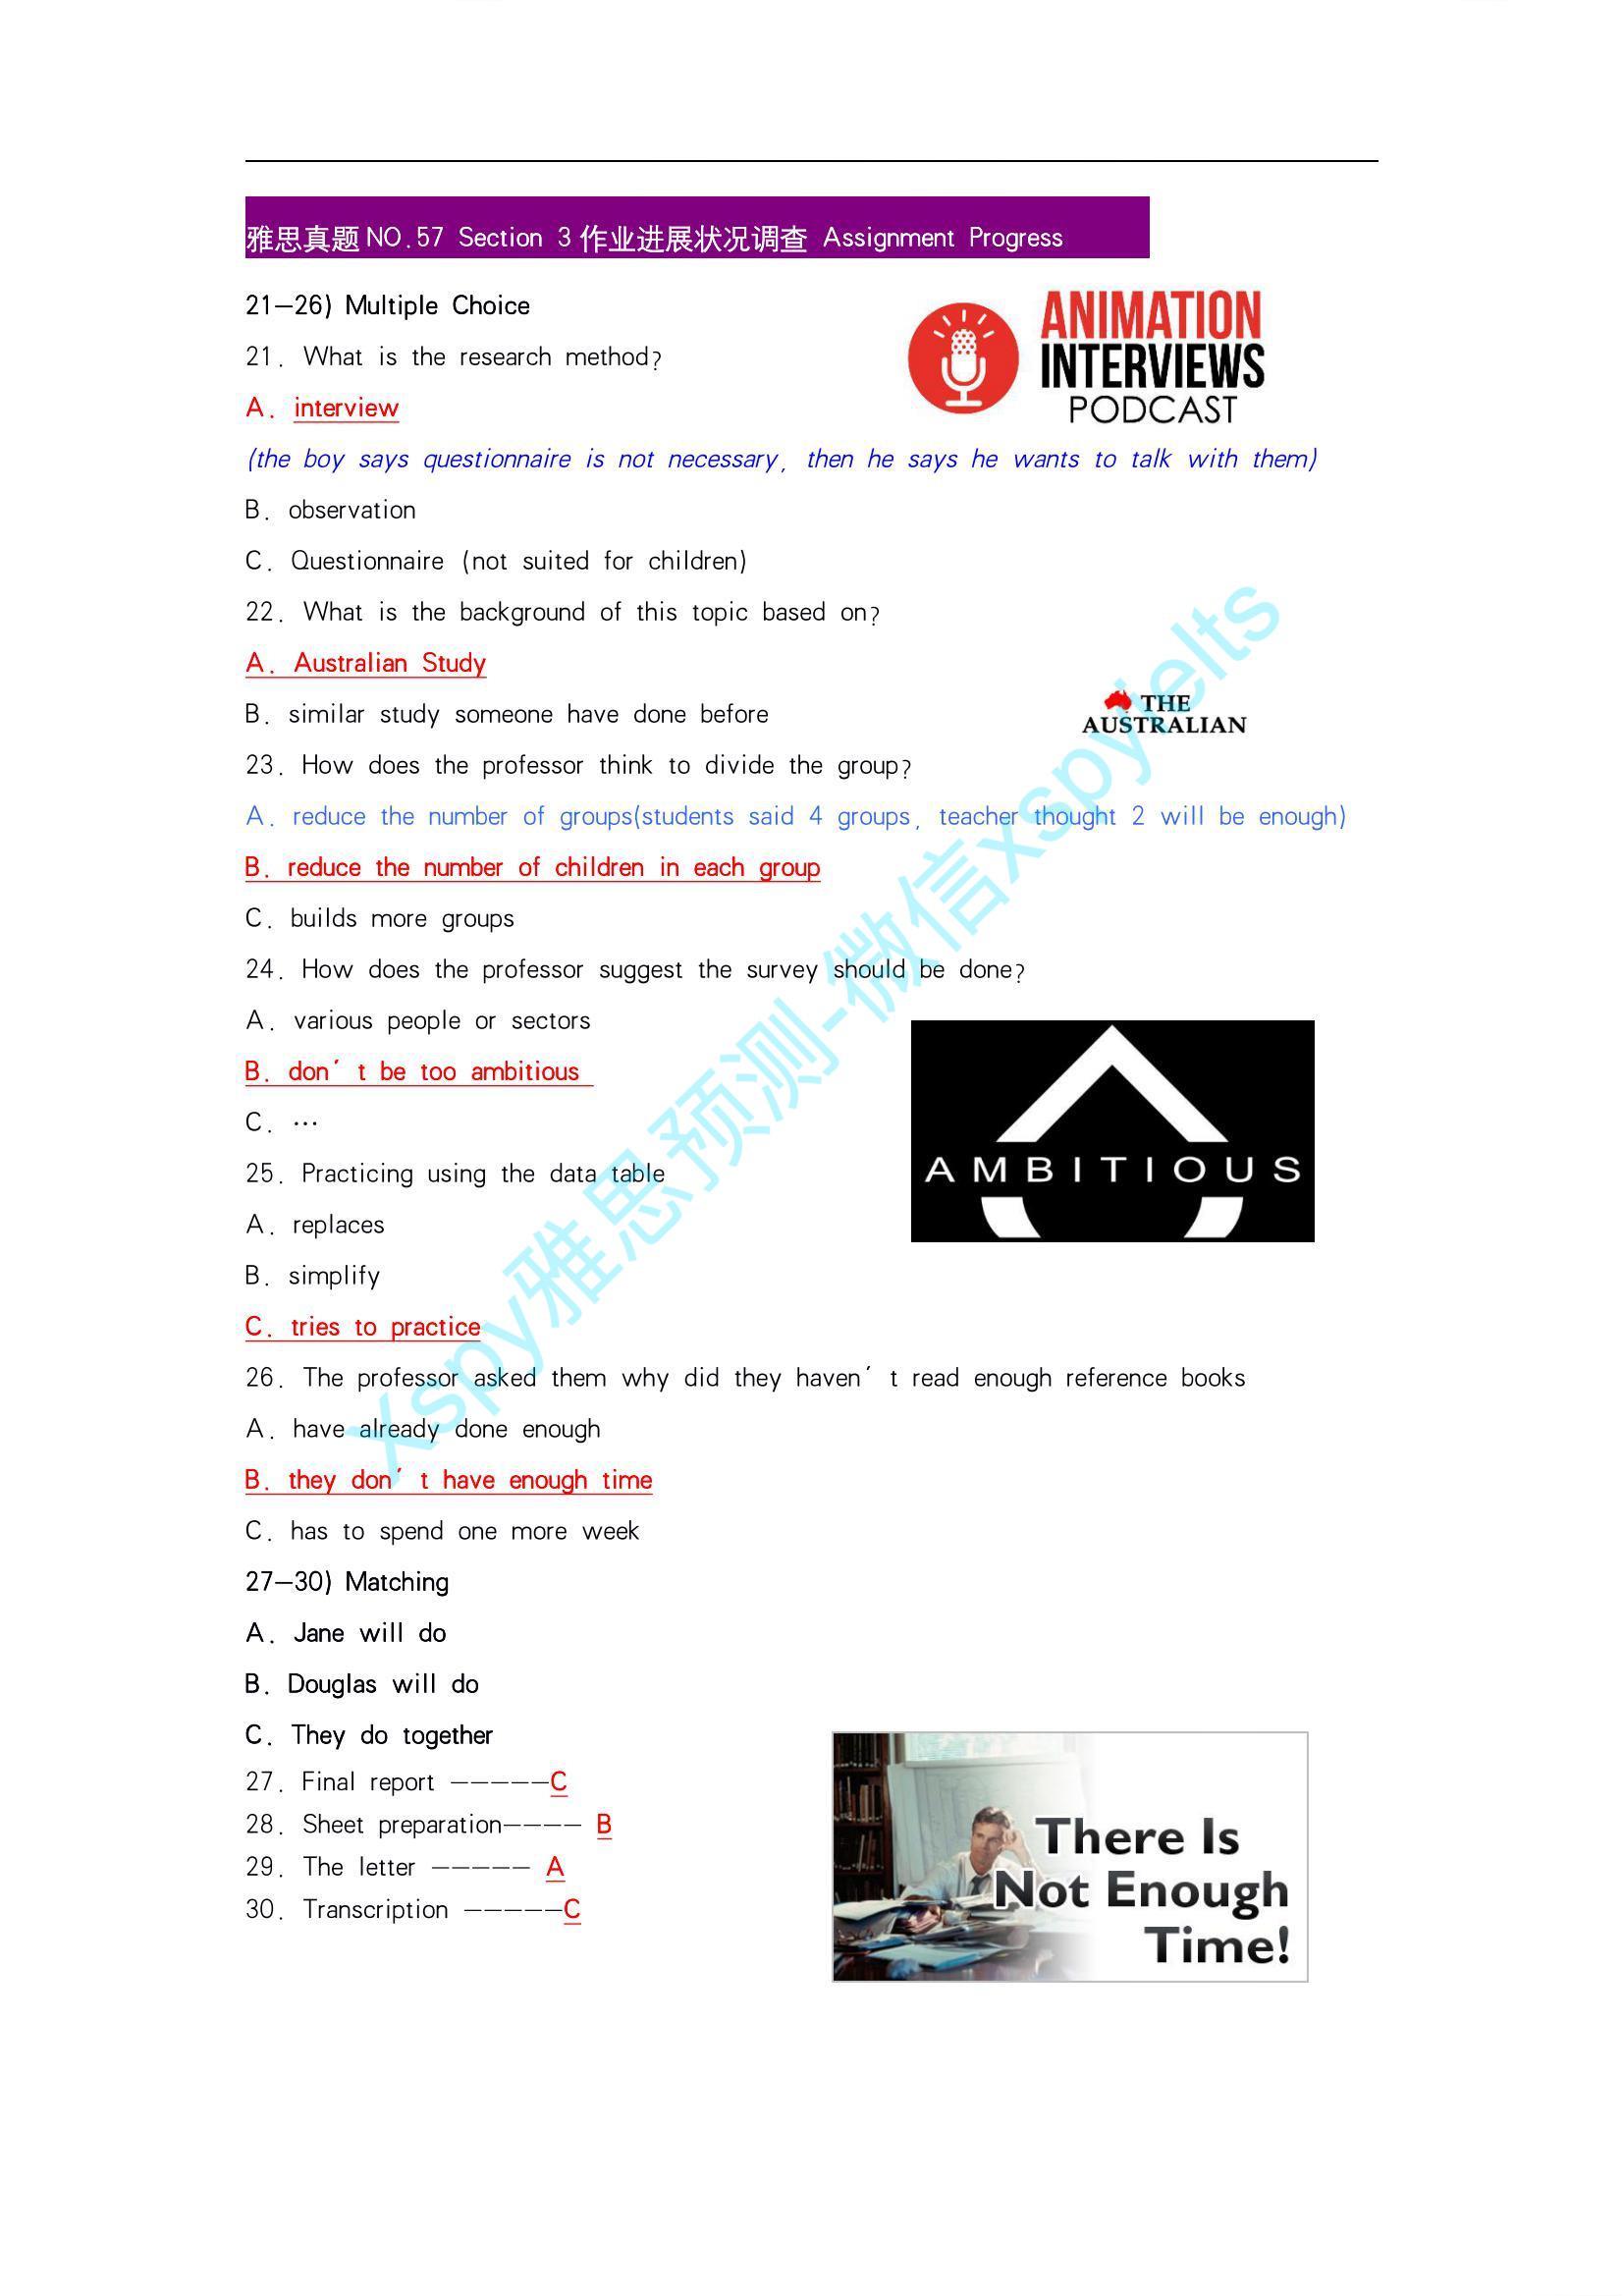 雅思真题NO.57 Section 3作业进展状况调查 Assignment Progress
21—26) Multiple Choice
ANIMATION
INTERVIEWS
PODCAST
21. What is the research method?
A. interview
(the boy says questionnaire is not necessary, then he says he wants to talk with them)
B. observation
C. Questionnaire (not suited for children)
22. What is the background of this topic based on?
A. Australian Study
B. similar study someone have done before
THE
AUSTRALIAN
23. How does the professor think to divide the group?
A. reduce the number of groups(students said 4 groups, teacher thought 2 will be enough)
B. reduce the number of children in each group
C. builds more groups
24. How does the professor suggest the survey should be done?
A. various people or sectors
B. don’t be too ambitious
C. …
AMBITIOUS
25. Practicing using the data table
A. replaces
B. simplify
C. tries to practice
26. The professor asked them why did they haven’t read enough reference books
A. have already done enough
B. they don’t have enough time
C. has to spend one more week
27—30) Matching
A. Jane will do
B. Douglas will do
C. They do together
27. Final report —————C
28. Sheet preparation———— B
29. The letter ————— A
30. Transcription —————C
There Is
Not Enough
Time!
xspy雅思预测-微信xspyielts